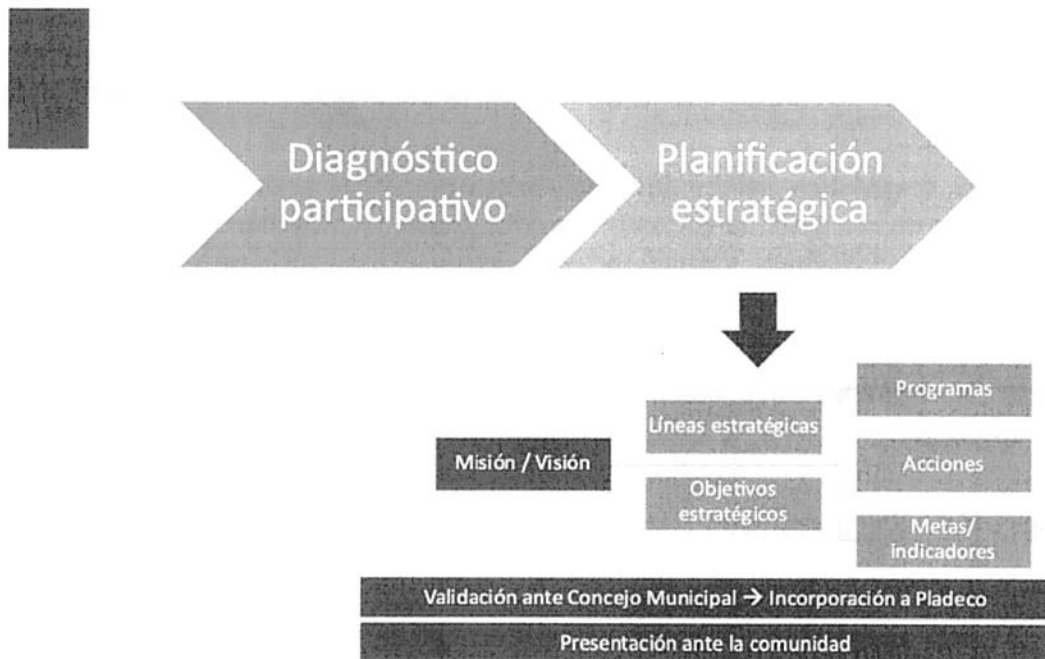 Diagnóstico
participativo
Planificación
estratégica
Programas
Líneas estratégicas
Misión / Visión
Acciones
Objetivos
estratégicos
Metas/
indicadores
Validación ante Concejo Municipal → Incorporación a Pladeco
Presentación ante la comunidad